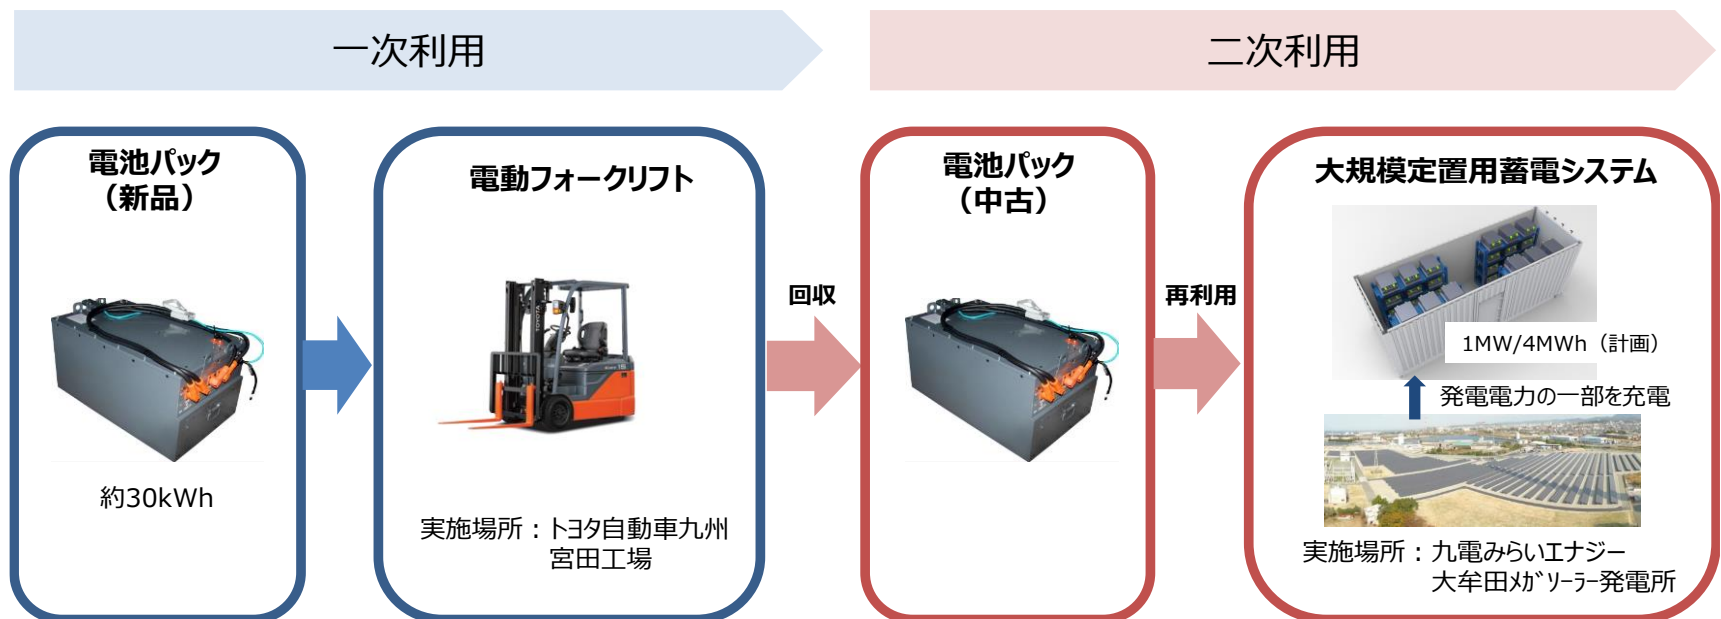 一次利用
二次利用
電池パック
（新品）
約30kWh
電動フォークリフト
TOYOTA
実施場所：トヨタ自動車九州
宮田工場
回収
電池パック
（中古）
再利用
大規模定置用蓄電システム
1MW/4MWh（計画）
発電電力の一部を充電
実施場所：九電みらいエナジー
大牟田ﾒｶﾞｿｰﾗｰ発電所